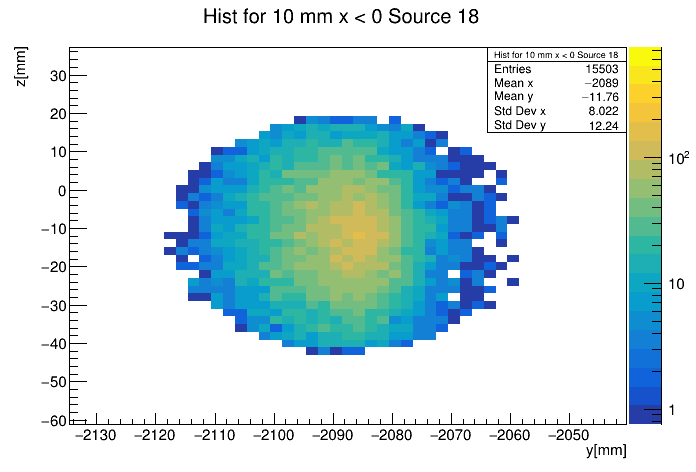 Hist for 10 mm x < 0 Source 18
z[mm]
Hist for 10 mm x < 0 Source 18
Entries 15503
Mean x −2089
Mean y −11.76
Std Dev x 8.022
Std Dev y 12.24
30
20
10
0
−10
−20
−30
−40
−50
−60
10²
10
1
−2130 −2120 −2110 −2100 −2090 −2080 −2070 −2060 −2050
y[mm]